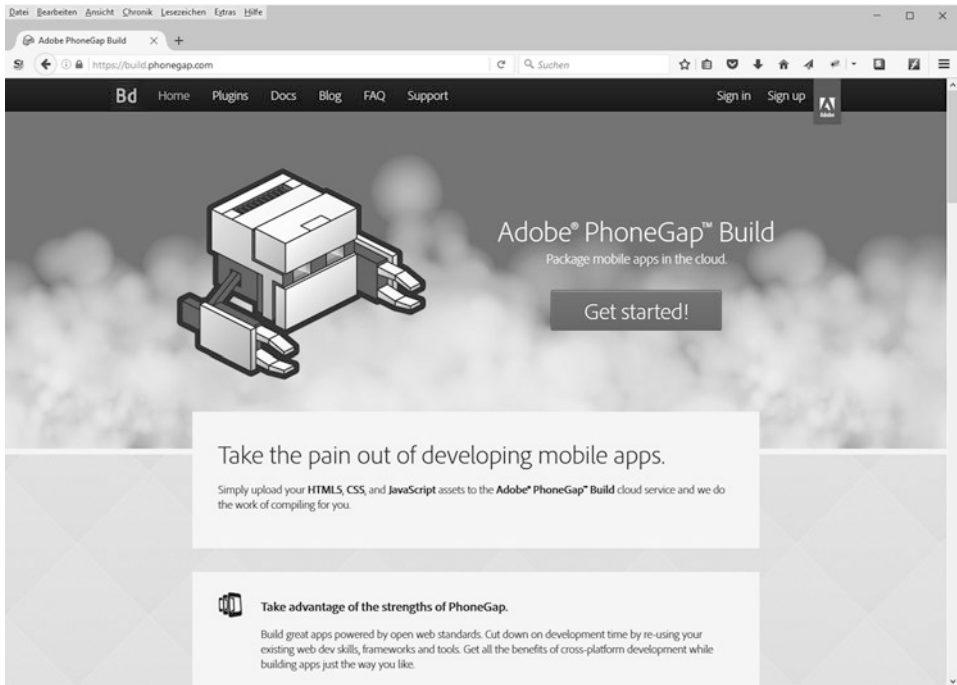 Datei Bearbeiten Ansicht Chronik Lesezeichen Extras Hilfe
Adobe PhoneGap Build
https://build.phonegap.com
Suchen
Bd Home Plugins Docs Blog FAQ Support Sign in Sign up
Adobe
Adobe® PhoneGap™ Build
Package mobile apps in the cloud.
Get started!
Take the pain out of developing mobile apps.
Simply upload your HTML5, CSS, and JavaScript assets to the Adobe® PhoneGap™ Build cloud service and we do
the work of compiling for you.
Take advantage of the strengths of PhoneGap.
Build great apps powered by open web standards. Cut down on development time by re-using your
existing web dev skills, frameworks and tools. Get all the benefits of cross-platform development while
building apps just the way you like.